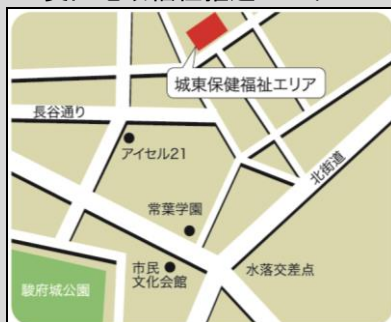 城東保健福祉エリア
長谷通り
アイセル21
北街道
常葉学園
市民
文化会館
水落交差点
駿府城公園